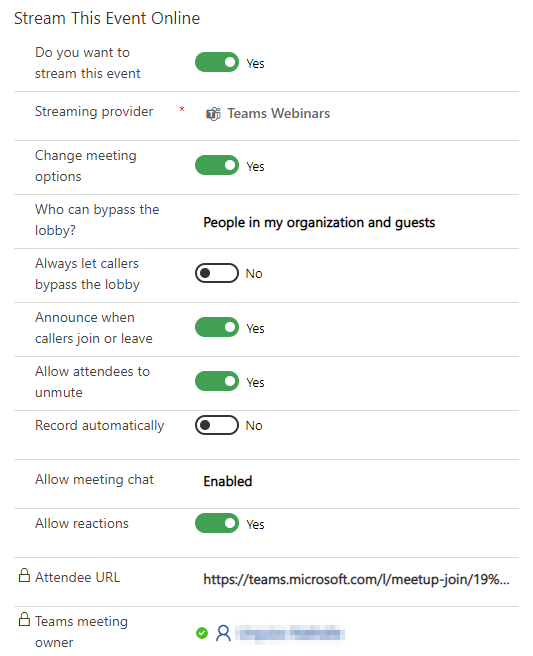 Stream This Event Online
Do you want to
stream this event
Yes
Streaming provider
*
Teams Webinars
Change meeting
options
Yes
Who can bypass the
lobby?
People in my organization and guests
Always let callers
bypass the lobby
No
Announce when
callers join or leave
Yes
Allow attendees to
unmute
Yes
Record automatically
No
Allow meeting chat
Enabled
Allow reactions
Yes
Attendee URL
https://teams.microsoft.com/l/meetup-join/19%...
Teams meeting
owner